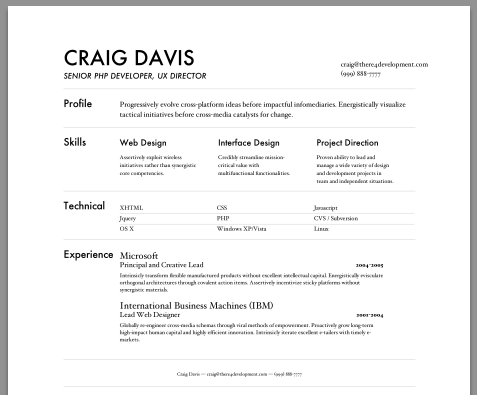 CRAIG DAVIS
SENIOR PHP DEVELOPER, UX DIRECTOR
craig@there4development.com
(999) 888-7777
Profile
Progressively evolve cross-platform ideas before impactful infomediaries. Energistically visualize
tactical initiatives before cross-media catalysts for change.
Skills
Web Design
Assertively exploit wireless
initiatives rather than synergistic
core competencies.
Interface Design
Credibly streamline mission-
critical value with
multifunctional functionalities.
Project Direction
Proven ability to lead and
manage a wide variety of design
and development projects in
team and independent situations.
Technical
XHTML CSS Javascript
Jquery PHP CVS / Subversion
OS X Windows XP/Vista Linux
Experience
Microsoft
Principal and Creative Lead 2004-2005
Intrinsicly transform flexible manufactured products without excellent intellectual capital. Energistically evisculate
orthogonal architectures through covalent action items. Assertively incentivize sticky platforms without
synergistic materials.
International Business Machines (IBM)
Lead Web Designer 2001-2004
Globally re-engineer cross-media schemas through viral methods of empowerment. Proactively grow long-term
high-impact human capital and highly efficient innovation. Intrinsicly iterate excellent e-tailers with timely e-
markets.
Craig Davis — craig@there4development.com — (999) 888-7777